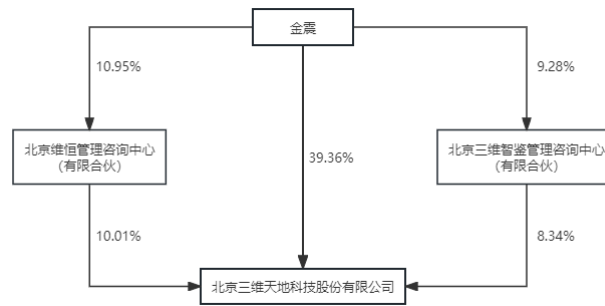 金震
10.95%
9.28%
北京维恒管理咨询中心
(有限合伙)
39.36%
北京三维智鉴管理咨询中心
(有限合伙)
10.01%
8.34%
北京三维天地科技股份有限公司